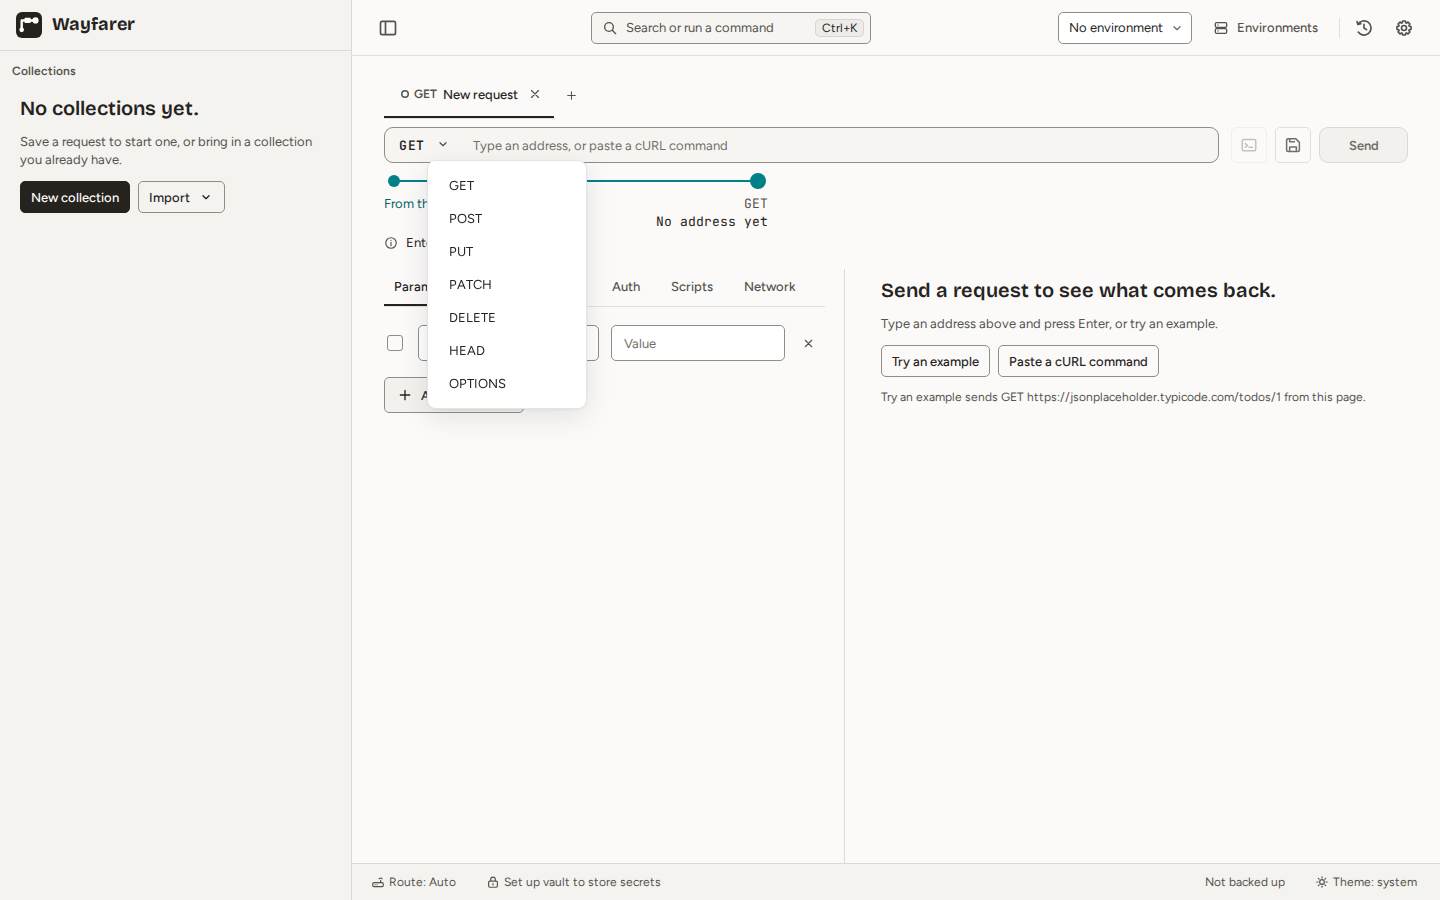 Wayfarer
Collections
No collections yet.
Save a request to start one, or bring in a collection
you already have.
New collection
Import
Search or run a command
Ctrl+K
No environment
Environments
GET New request
GET
Type an address, or paste a cURL command
Send
GET
POST
PUT
PATCH
DELETE
HEAD
OPTIONS
From th
GET
No address yet
Auth
Scripts
Network
Value
Send a request to see what comes back.
Type an address above and press Enter, or try an example.
Try an example
Paste a cURL command
Try an example sends GET https://jsonplaceholder.typicode.com/todos/1 from this page.
Route: Auto
Set up vault to store secrets
Not backed up
Theme: system